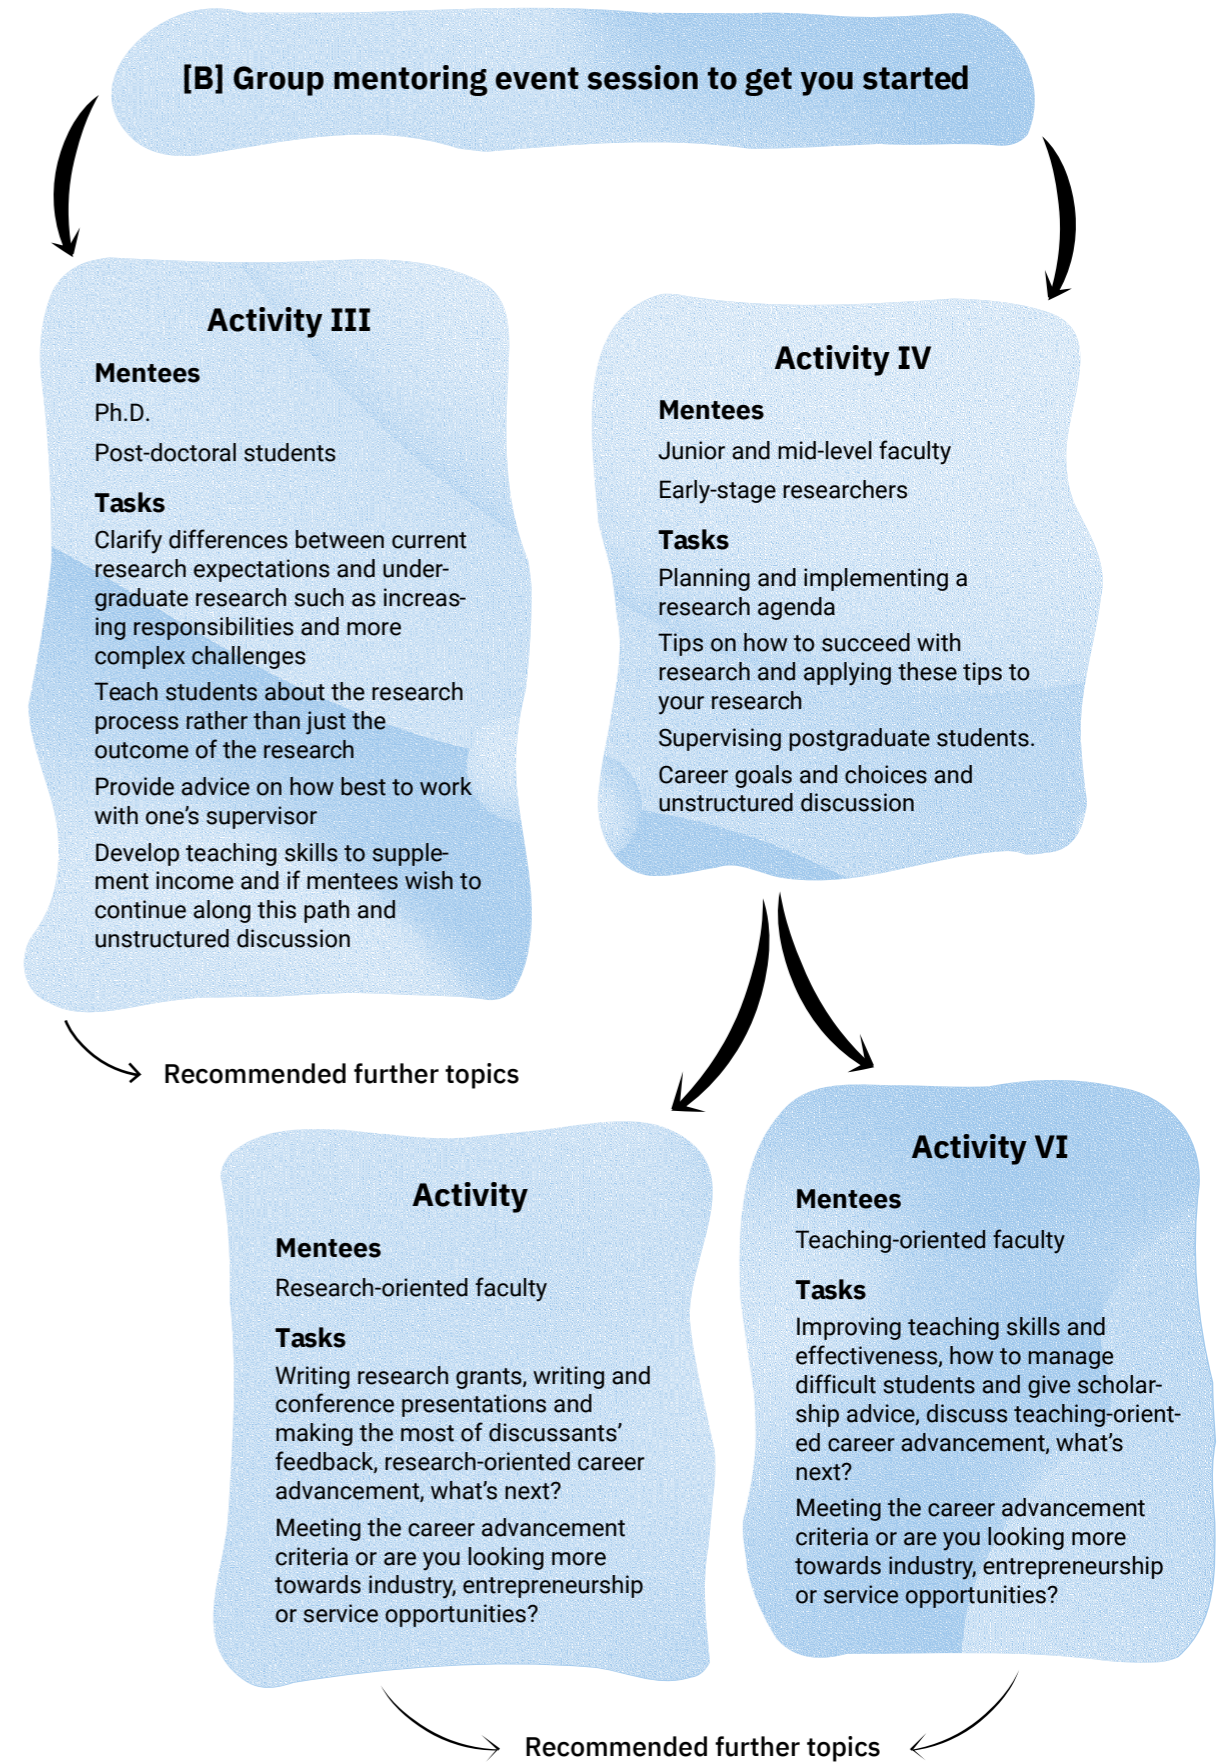 [B] Group mentoring event session to get you started
Activity III
Mentees
Ph.D.
Post-doctoral students
Tasks
Clarify differences between current
research expectations and under-
graduate research such as increas-
ing responsibilities and more
complex challenges
Teach students about the research
process rather than just the
outcome of the research
Provide advice on how best to work
with one's supervisor
Develop teaching skills to supple-
ment income and if mentees wish to
continue along this path and
unstructured discussion
Recommended further topics
Activity IV
Mentees
Junior and mid-level faculty
Early-stage researchers
Tasks
Planning and implementing a
research agenda
Tips on how to succeed with
research and applying these tips to
your research
Supervising postgraduate students.
Career goals and choices and
unstructured discussion
Activity
Mentees
Research-oriented faculty
Tasks
Writing research grants, writing and
conference presentations and
making the most of discussants'
feedback, research-oriented career
advancement, what's next?
Meeting the career advancement
criteria or are you looking more
towards industry, entrepreneurship
or service opportunities?
Activity VI
Mentees
Teaching-oriented faculty
Tasks
Improving teaching skills and
effectiveness, how to manage
difficult students and give scholar-
ship advice, discuss teaching-orient-
ed career advancement, what's
next?
Meeting the career advancement
criteria or are you looking more
towards industry, entrepreneurship
or service opportunities?
Recommended further topics